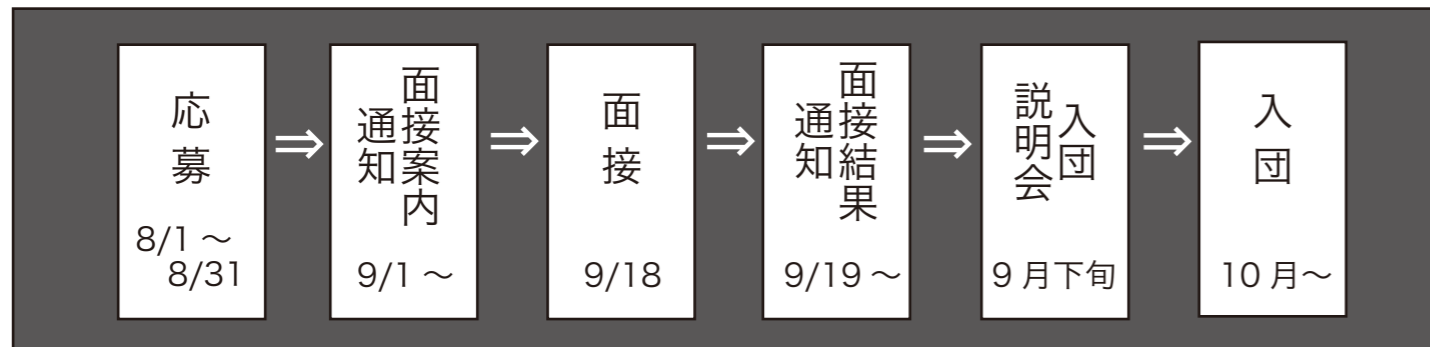 応募
8/1 ～
8/31
⇒
面接案内
通知
9/1 ～
⇒
面接
9/18
⇒
面接結果
通知
9/19 ～
⇒
入団
説明会
9 月下旬
⇒
入団
10 月～